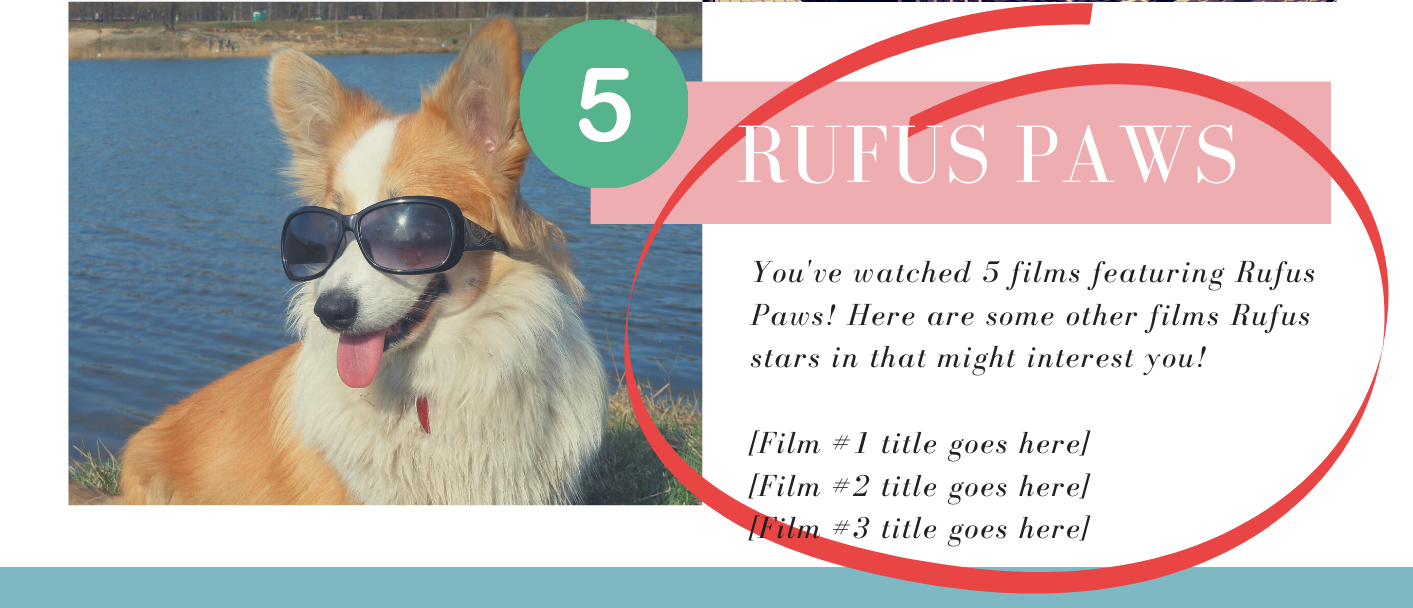 5
RUFUS PAWS
You've watched 5 films featuring Rufus
Paws! Here are some other films Rufus
stars in that might interest you!
[Film #1 title goes here]
[Film #2 title goes here]
[Film #3 title goes here]